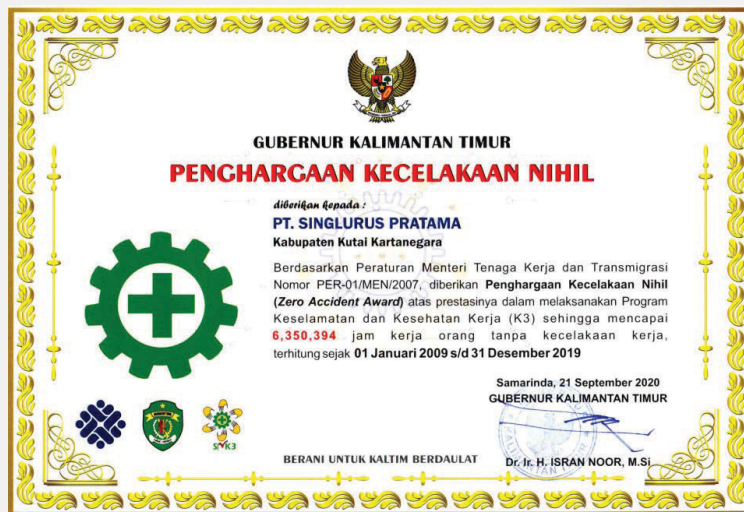 GUBERNUR KALIMANTAN TIMUR
PENGHARGAAN KECELAKAAN NIHIL
diberikan kepada :
PT. SINGLURUS PRATAMA
Kabupaten Kutai Kartanegara
Berdasarkan Peraturan Menteri Tenaga Kerja dan Transmigrasi
Nomor PER-01/MEN/2007, diberikan Penghargaan Kecelakaan Nihil
(Zero Accident Award) atas prestasinya dalam melaksanakan Program
Keselamatan dan Kesehatan Kerja (K3) sehingga mencapai
6,350,394 jam kerja orang tanpa kecelakaan kerja,
terhitung sejak 01 Januari 2009 s/d 31 Desember 2019
Samarinda, 21 September 2020
GUBERNUR KALIMANTAN TIMUR
Dr. Ir. H. ISRAN NOOR, M.Si
BERANI UNTUK KALTIM BERDAULAT